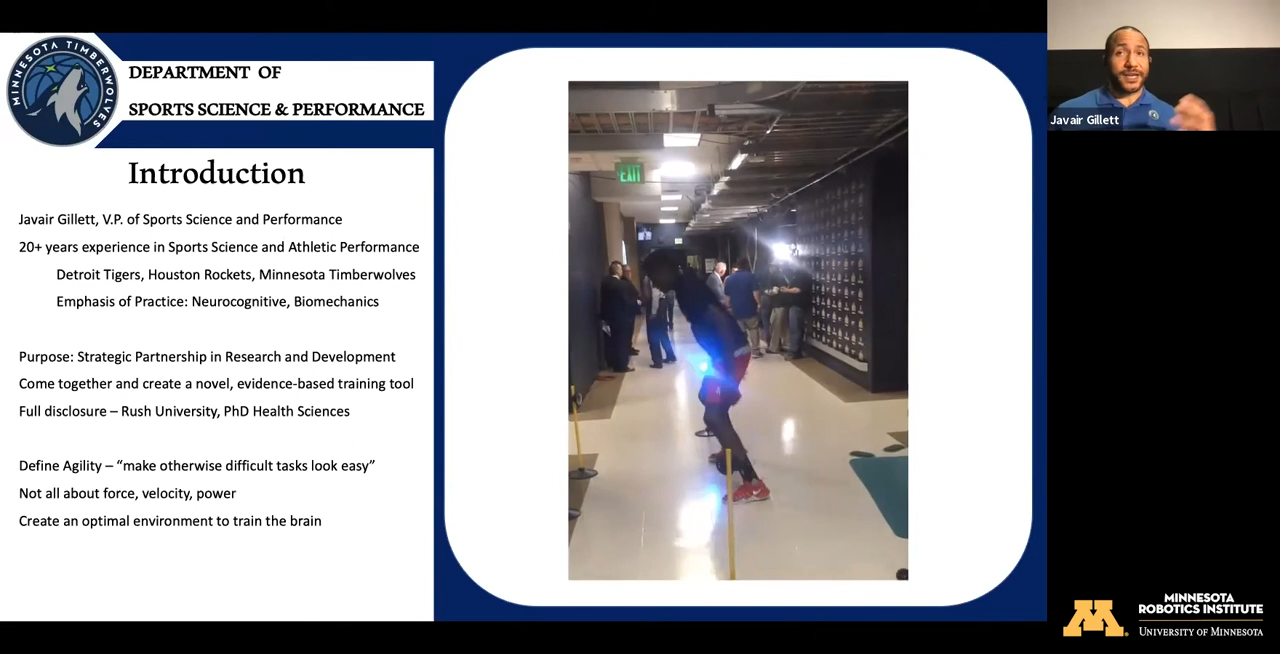 MINNESOTA TIMBERWOLVES
DEPARTMENT OF
SPORTS SCIENCE & PERFORMANCE
Introduction
Javair Gillett, V.P. of Sports Science and Performance
20+ years experience in Sports Science and Athletic Performance
Detroit Tigers, Houston Rockets, Minnesota Timberwolves
Emphasis of Practice: Neurocognitive, Biomechanics
Purpose: Strategic Partnership in Research and Development
Come together and create a novel, evidence-based training tool
Full disclosure – Rush University, PhD Health Sciences
Define Agility – “make otherwise difficult tasks look easy”
Not all about force, velocity, power
Create an optimal environment to train the brain
EXIT
Javair Gillett
M
MINNESOTA
ROBOTICS INSTITUTE
UNIVERSITY OF MINNESOTA